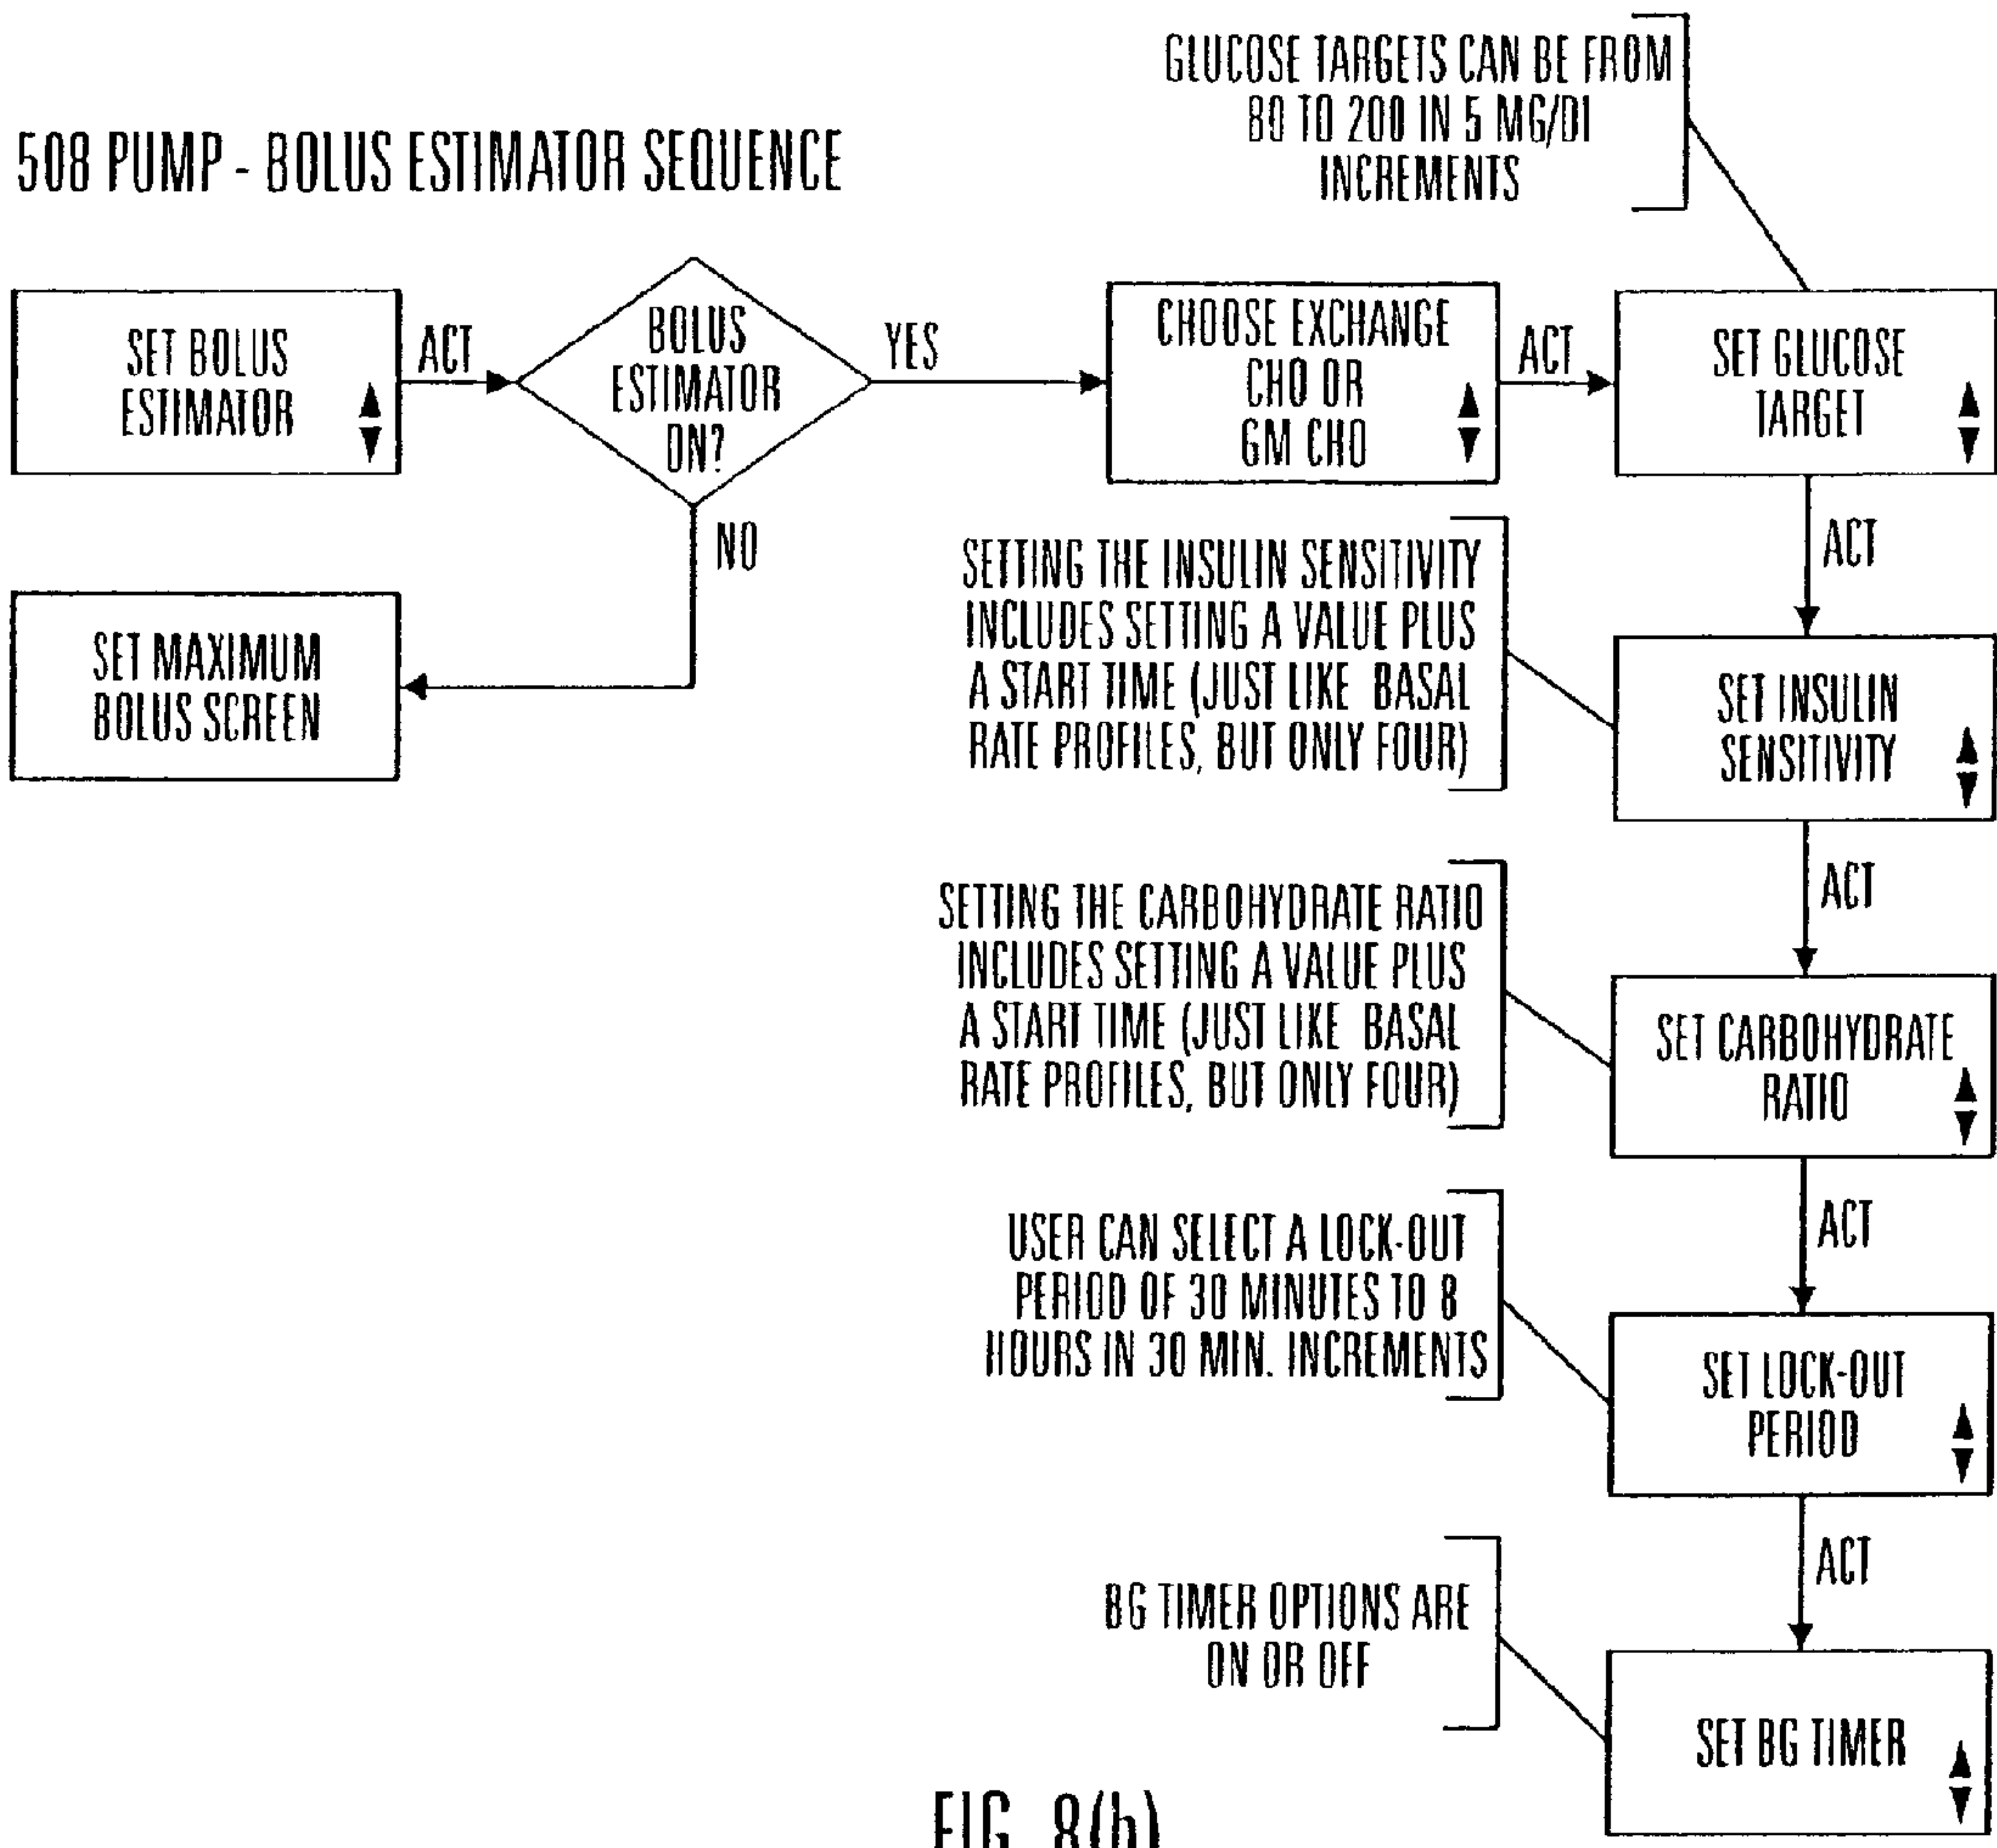 508 PUMP - BOLUS ESTIMATOR SEQUENCE
GLUCOSE TARGETS CAN BE FROM
80 TO 200 IN 5 MG/DI
INCREMENTS
SET BOLUS
ESTIMATOR
ACT
BOLUS
ESTIMATOR
ON?
YES
CHOOSE EXCHANGE
CHO OR
GM CHO
ACT
SET GLUCOSE
TARGET
NO
SET MAXIMUM
BOLUS SCREEN
ACT
SETTING THE INSULIN SENSITIVITY
INCLUDES SETTING A VALUE PLUS
A START TIME (JUST LIKE BASAL
RATE PROFILES, BUT ONLY FOUR)
SET INSULIN
SENSITIVITY
ACT
SETTING THE CARBOHYDRATE RATIO
INCLUDES SETTING A VALUE PLUS
A START TIME (JUST LIKE BASAL
RATE PROFILES, BUT ONLY FOUR)
SET CARBOHYDRATE
RATIO
ACT
USER CAN SELECT A LOCK-OUT
PERIOD OF 30 MINUTES TO 8
HOURS IN 30 MIN. INCREMENTS
SET LOCK-OUT
PERIOD
ACT
BG TIMER OPTIONS ARE
ON OR OFF
SET BG TIMER
FIG. 8(b)